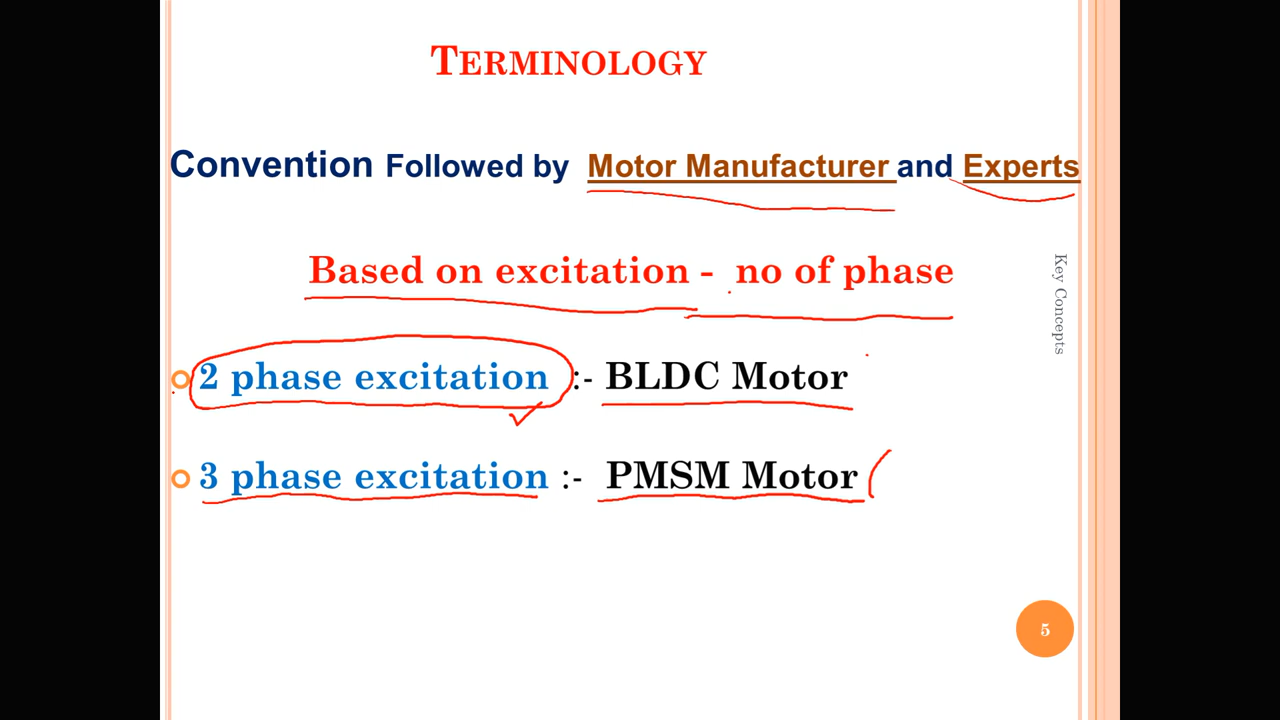 TERMINOLOGY
Convention Followed by Motor Manufacturer and Experts
Based on excitation - no of phase
2 phase excitation :- BLDC Motor
3 phase excitation :- PMSM Motor
Key Concepts
5